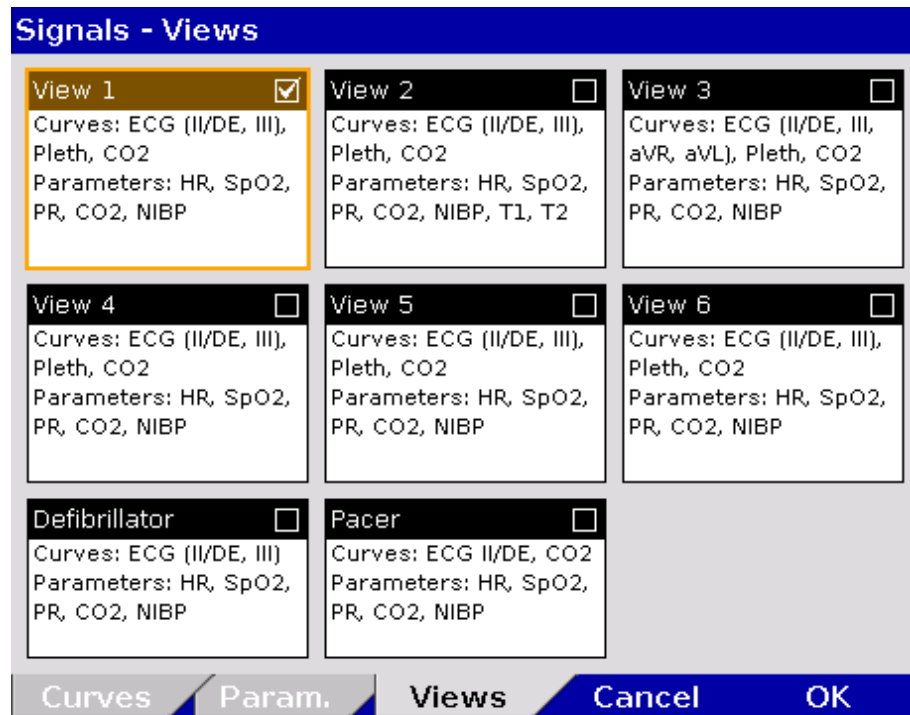 Signals - Views
View 1
Curves: ECG (II/DE, III),
Pleth, CO2
Parameters: HR, SpO2,
PR, CO2, NIBP
View 2
Curves: ECG (II/DE, III),
Pleth, CO2
Parameters: HR, SpO2,
PR, CO2, NIBP, T1, T2
View 3
Curves: ECG (II/DE, III,
aVR, aVL), Pleth, CO2
Parameters: HR, SpO2,
PR, CO2, NIBP
View 4
Curves: ECG (II/DE, III),
Pleth, CO2
Parameters: HR, SpO2,
PR, CO2, NIBP
View 5
Curves: ECG (II/DE, III),
Pleth, CO2
Parameters: HR, SpO2,
PR, CO2, NIBP
View 6
Curves: ECG (II/DE, III),
Pleth, CO2
Parameters: HR, SpO2,
PR, CO2, NIBP
Defibrillator
Curves: ECG (II/DE, III)
Parameters: HR, SpO2,
PR, CO2, NIBP
Pacer
Curves: ECG II/DE, CO2
Parameters: HR, SpO2,
PR, CO2, NIBP
Curves Param. Views Cancel OK